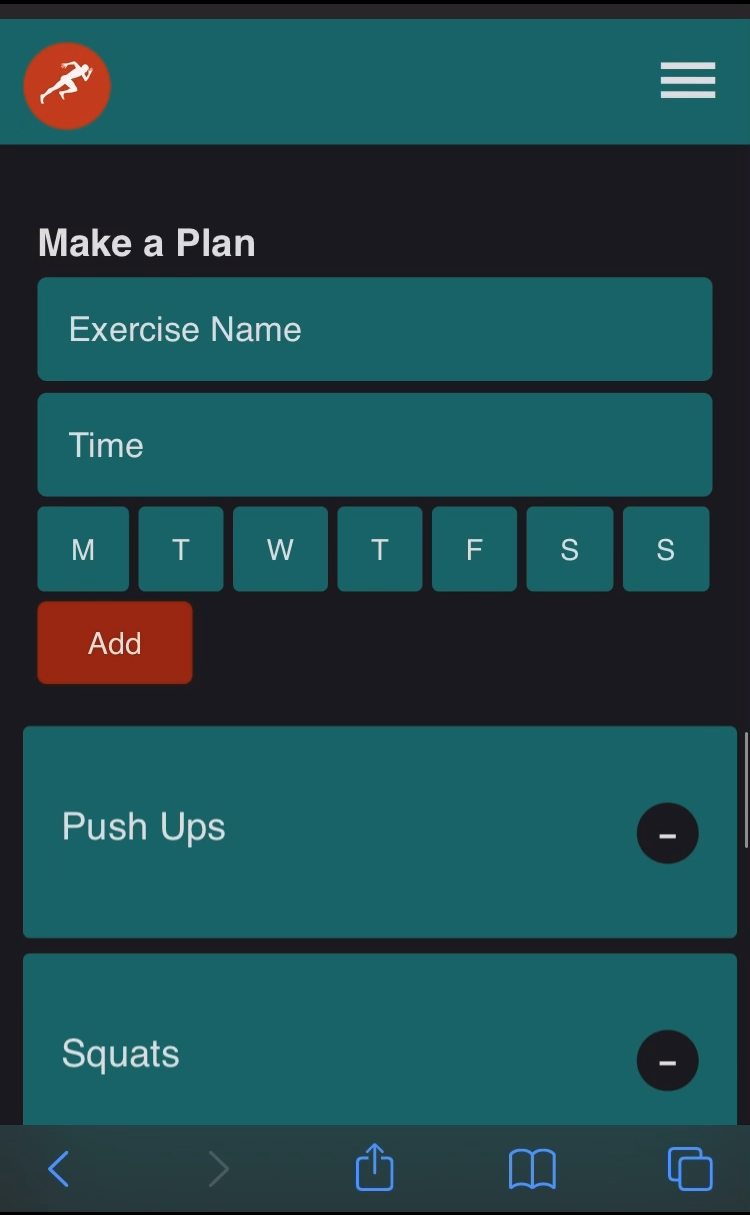 Make a Plan
Exercise Name
Time
M T W T F S S
Add
Push Ups
-
Squats
-